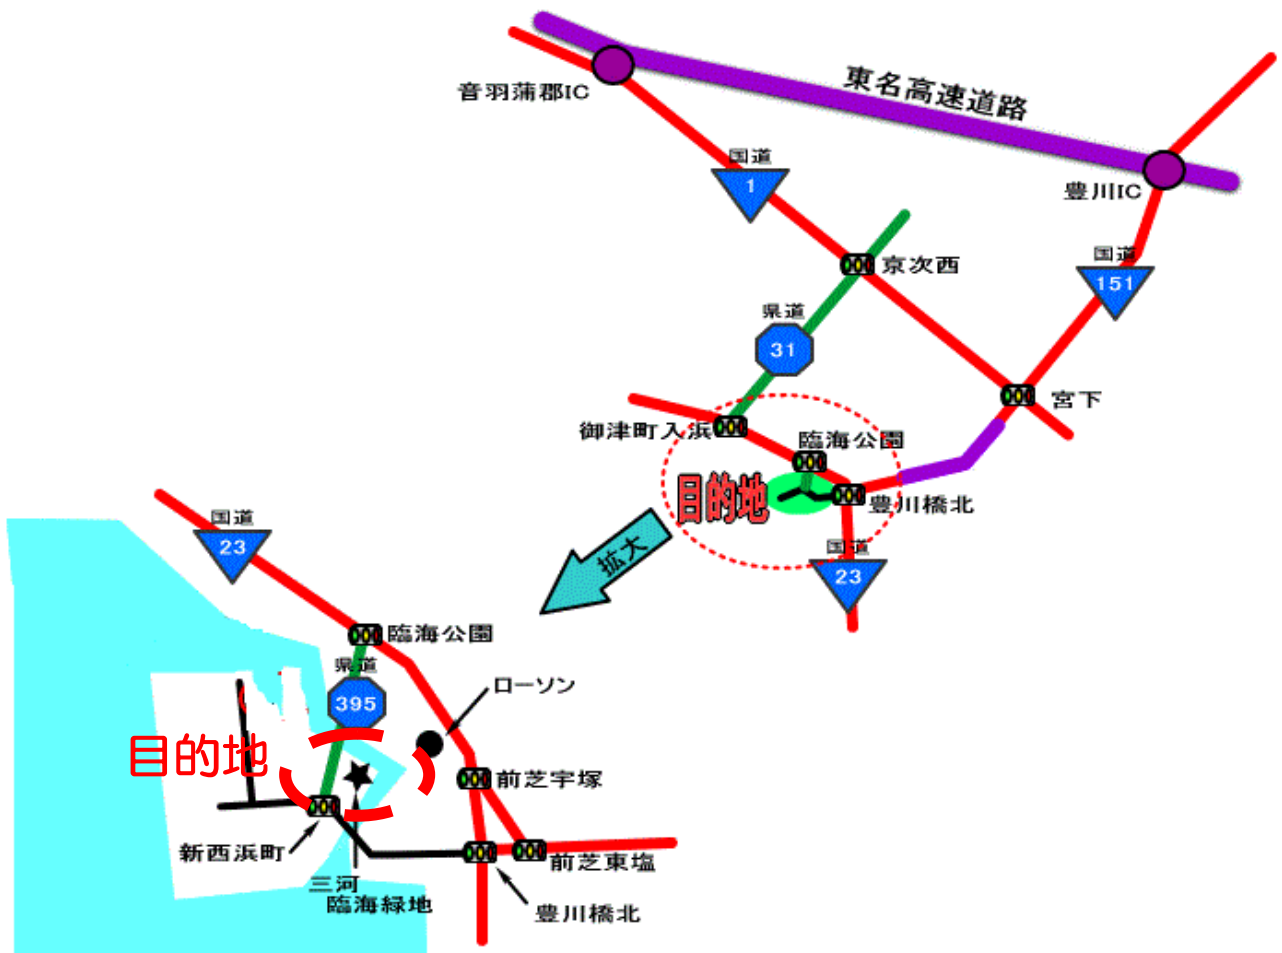 東名高速道路
音羽蒲郡IC
国道
1
豊川IC
国道
151
京次西
県道
31
宮下
御津町入浜
臨海公園
目的地
豊川橋北
国道
23
拡大
国道
23
臨海公園
県道
395
ローソン
目的地
前芝宇塚
新西浜町
前芝東塩
三河
臨海緑地
豊川橋北